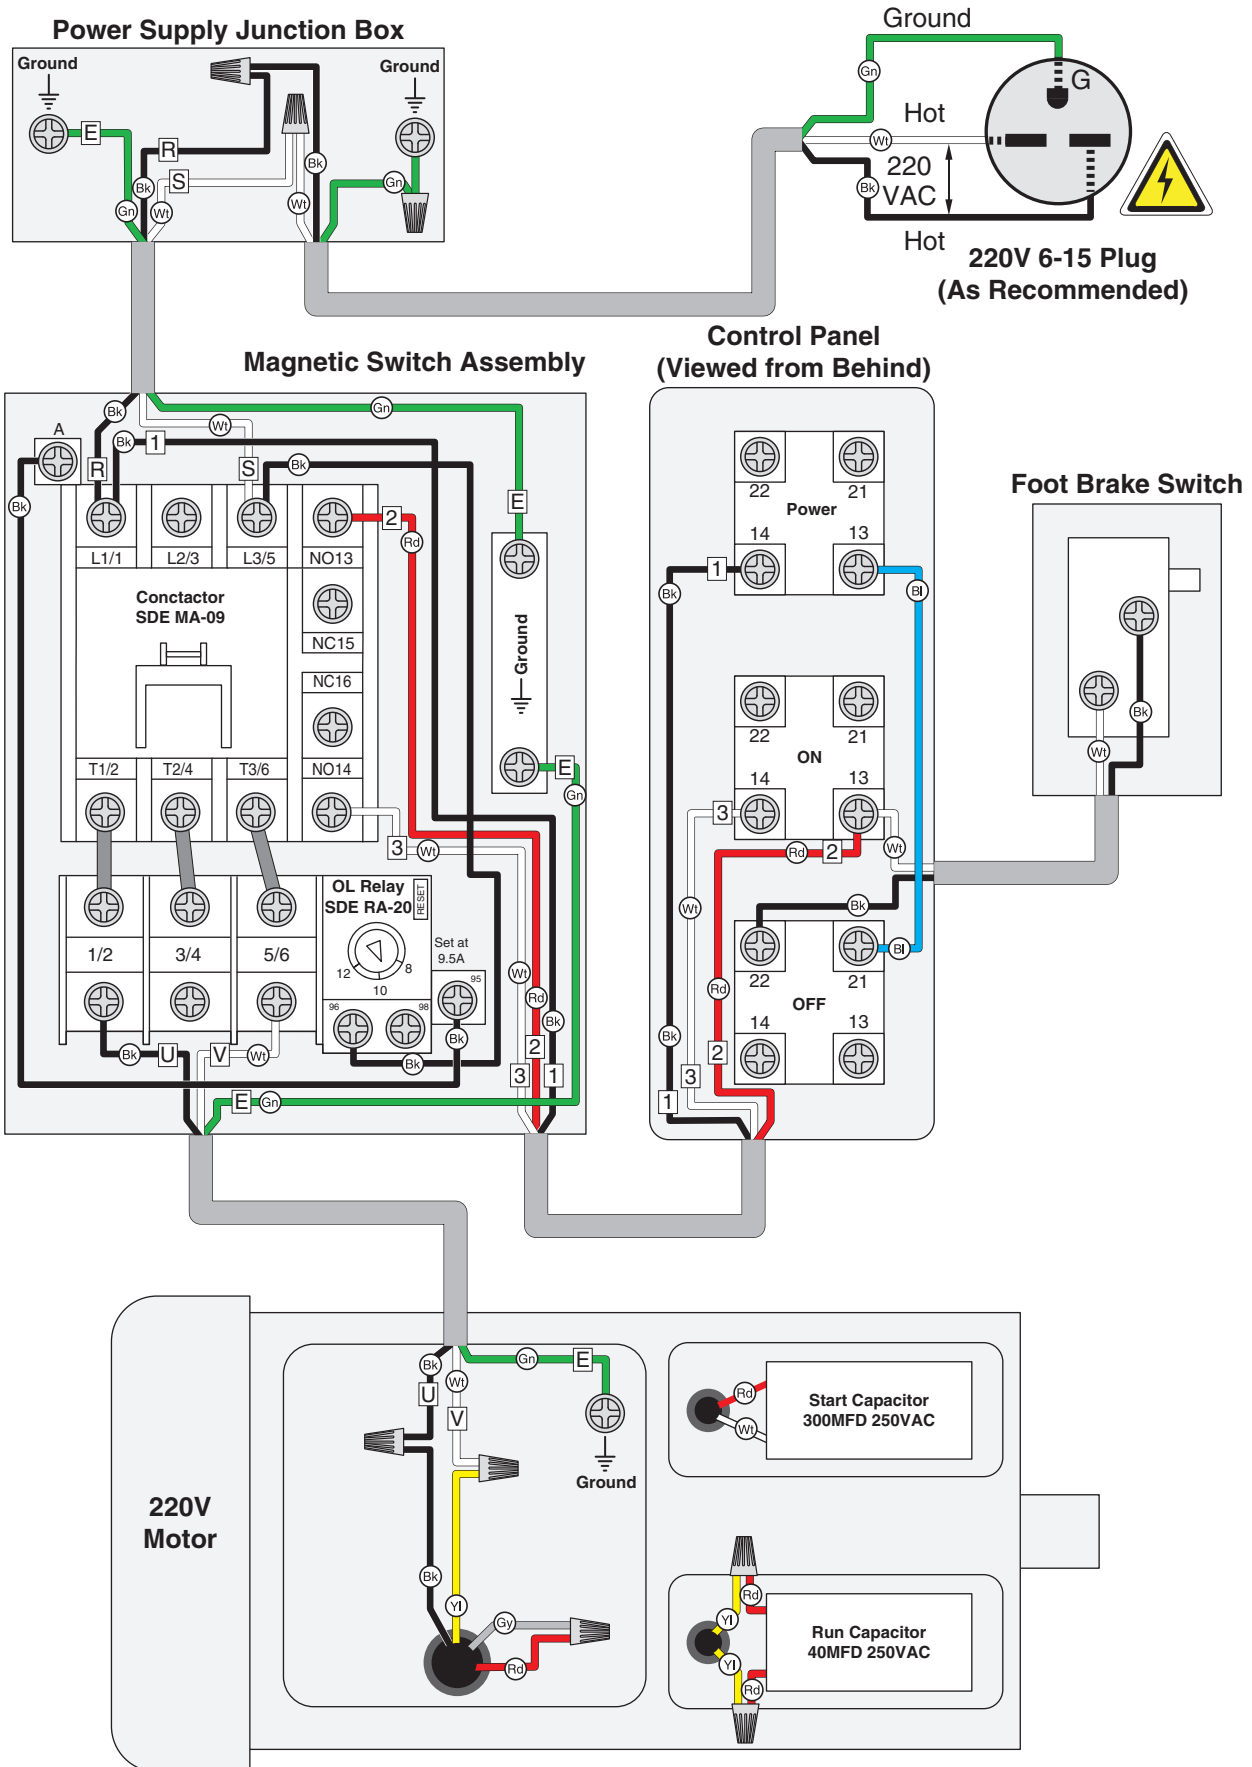 Power Supply Junction Box
Ground
Ground
E
R
S
Bk
Gn
Wt
Wt
Bk
Gn
Ground
Gn
G
Hot
Wt
220
VAC
Bk
Hot
220V 6-15 Plug
(As Recommended)
Magnetic Switch Assembly
Bk
Gn
Wt
A
Bk
1
R
S
Bk
Bk
E
2
Rd
L1/1
L2/3
L3/5
NO13
Conctactor
SDE MA-09
NC15
NC16
Ground
T1/2
T2/4
T3/6
NO14
E
Gn
3
Wt
OL Relay
SDE RA-20
RESET
Set at
9.5A
1/2
3/4
5/6
12
8
10
95
96
98
Wt
Rd
Bk
Bk
U
V
Wt
Bk
Bk
2
3
1
E
Gn
Control Panel
(Viewed from Behind)
22
21
Power
14
13
1
Bk
Bl
22
21
ON
14
13
3
2
Rd
Wt
Wt
Bk
Bl
22
21
OFF
14
13
Rd
Bk
2
3
1
Foot Brake Switch
Bk
Wt
220V
Motor
Bk
Wt
Gn
E
U
V
Ground
Bk
Yl
Gy
Rd
Rd
Wt
Start Capacitor
300MFD 250VAC
Rd
Yl
Yl
Rd
Run Capacitor
40MFD 250VAC